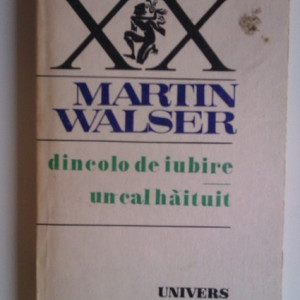 XX
MARTIN
WALSER
dincolo de iubire
un cal hăituit
UNIVERS